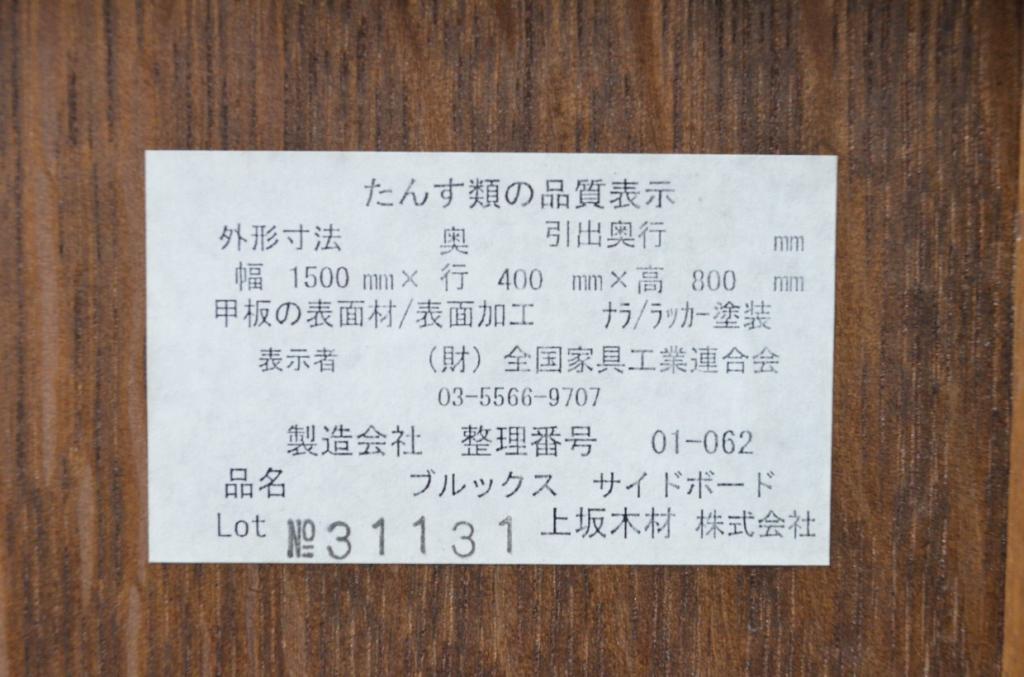 たんす類の品質表示
外形寸法 奥 引出奥行 mm
幅 1500 mm× 行 400 mm×高 800 mm
甲板の表面材/表面加工 ﾅﾗ/ﾗｯｶｰ塗装
表示者 （財）全国家具工業連合会
03-5566-9707
製造会社 整理番号 01-062
品名 ブルックス サイドボード
Lot №31131 上坂木材 株式会社